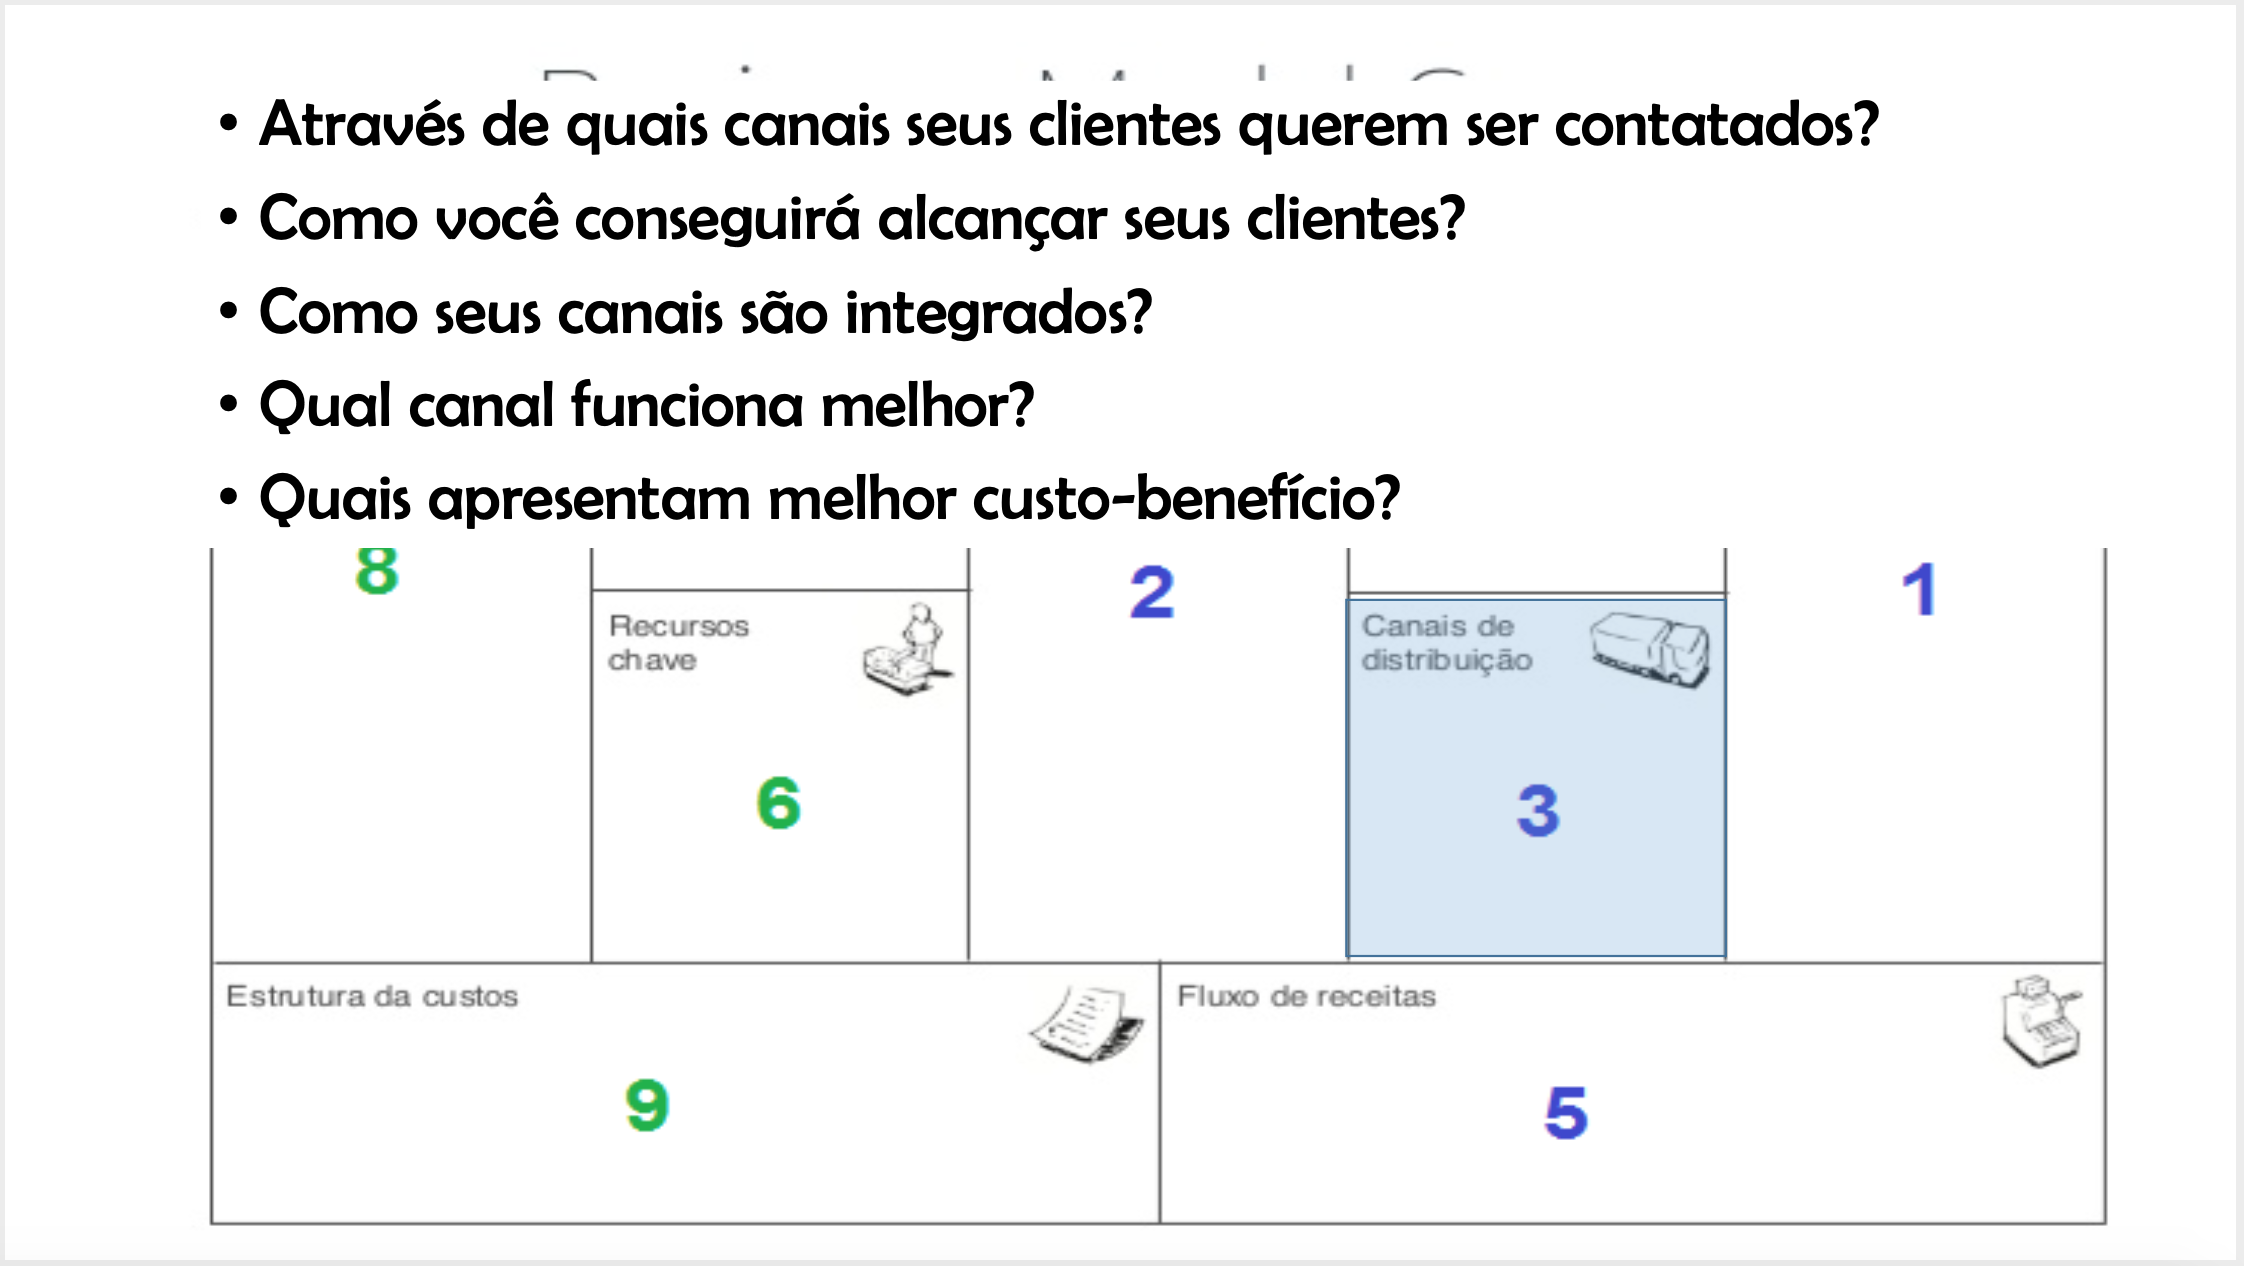 • Através de quais canais seus clientes querem ser contatados?
• Como você conseguirá alcançar seus clientes?
• Como seus canais são integrados?
• Qual canal funciona melhor?
• Quais apresentam melhor custo-benefício?
8
2
1
Recursos
chave
Canais de
distribuição
6
3
Estrutura da custos
Fluxo de receitas
9
5